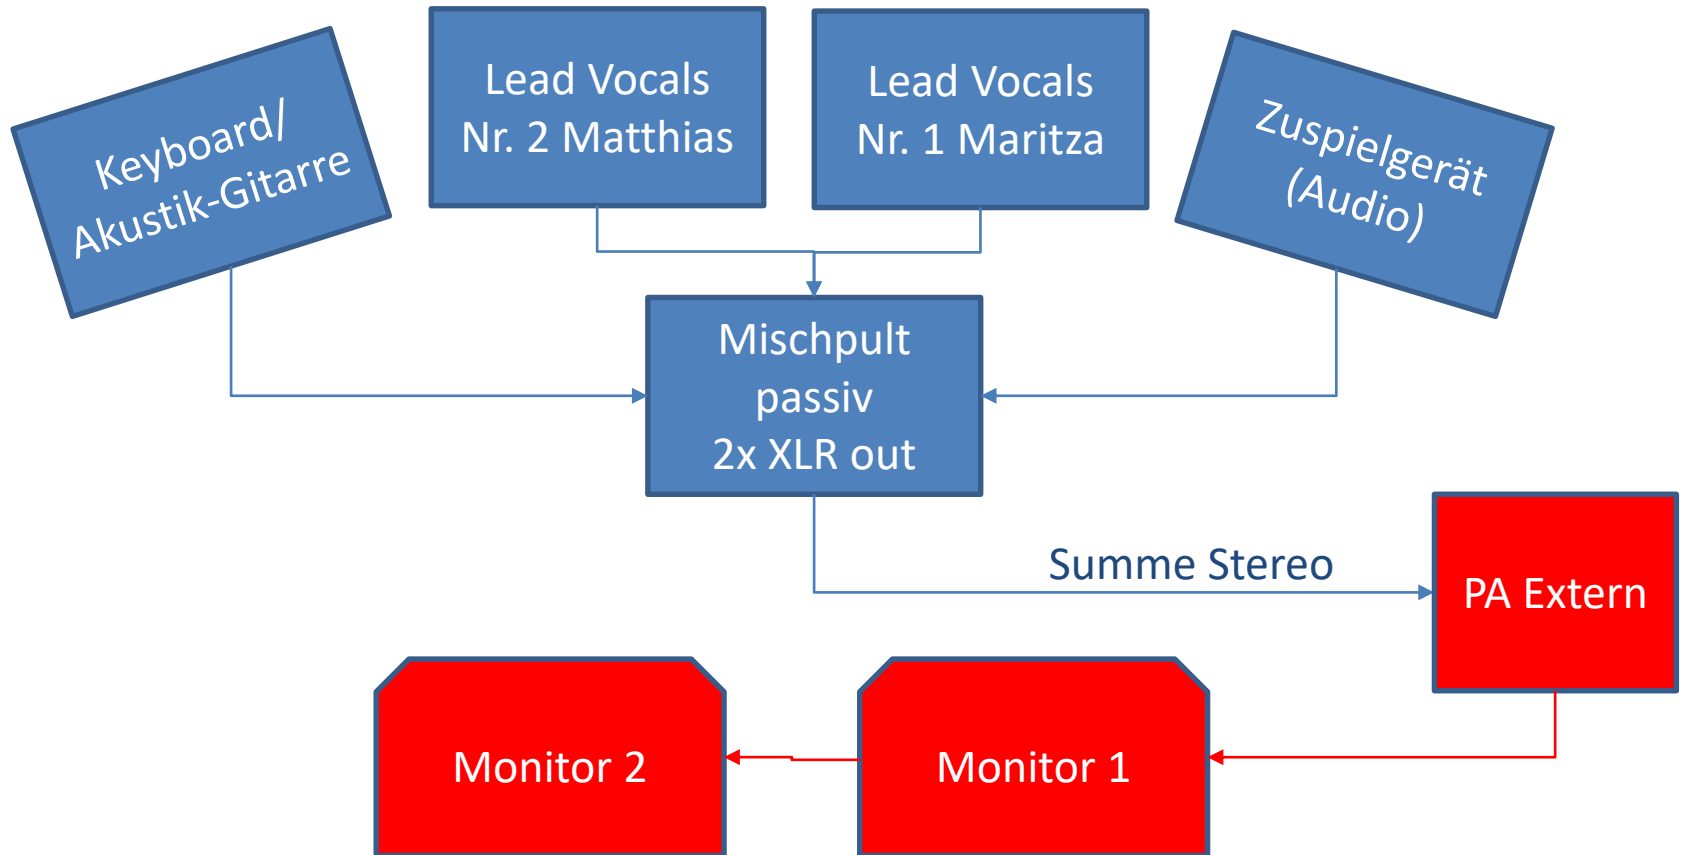 Keyboard/
Akustik-Gitarre
Lead Vocals
Nr. 2 Matthias
Lead Vocals
Nr. 1 Maritza
Zuspielgerät
(Audio)
Mischpult
passiv
2x XLR out
Summe Stereo
PA Extern
Monitor 2
Monitor 1